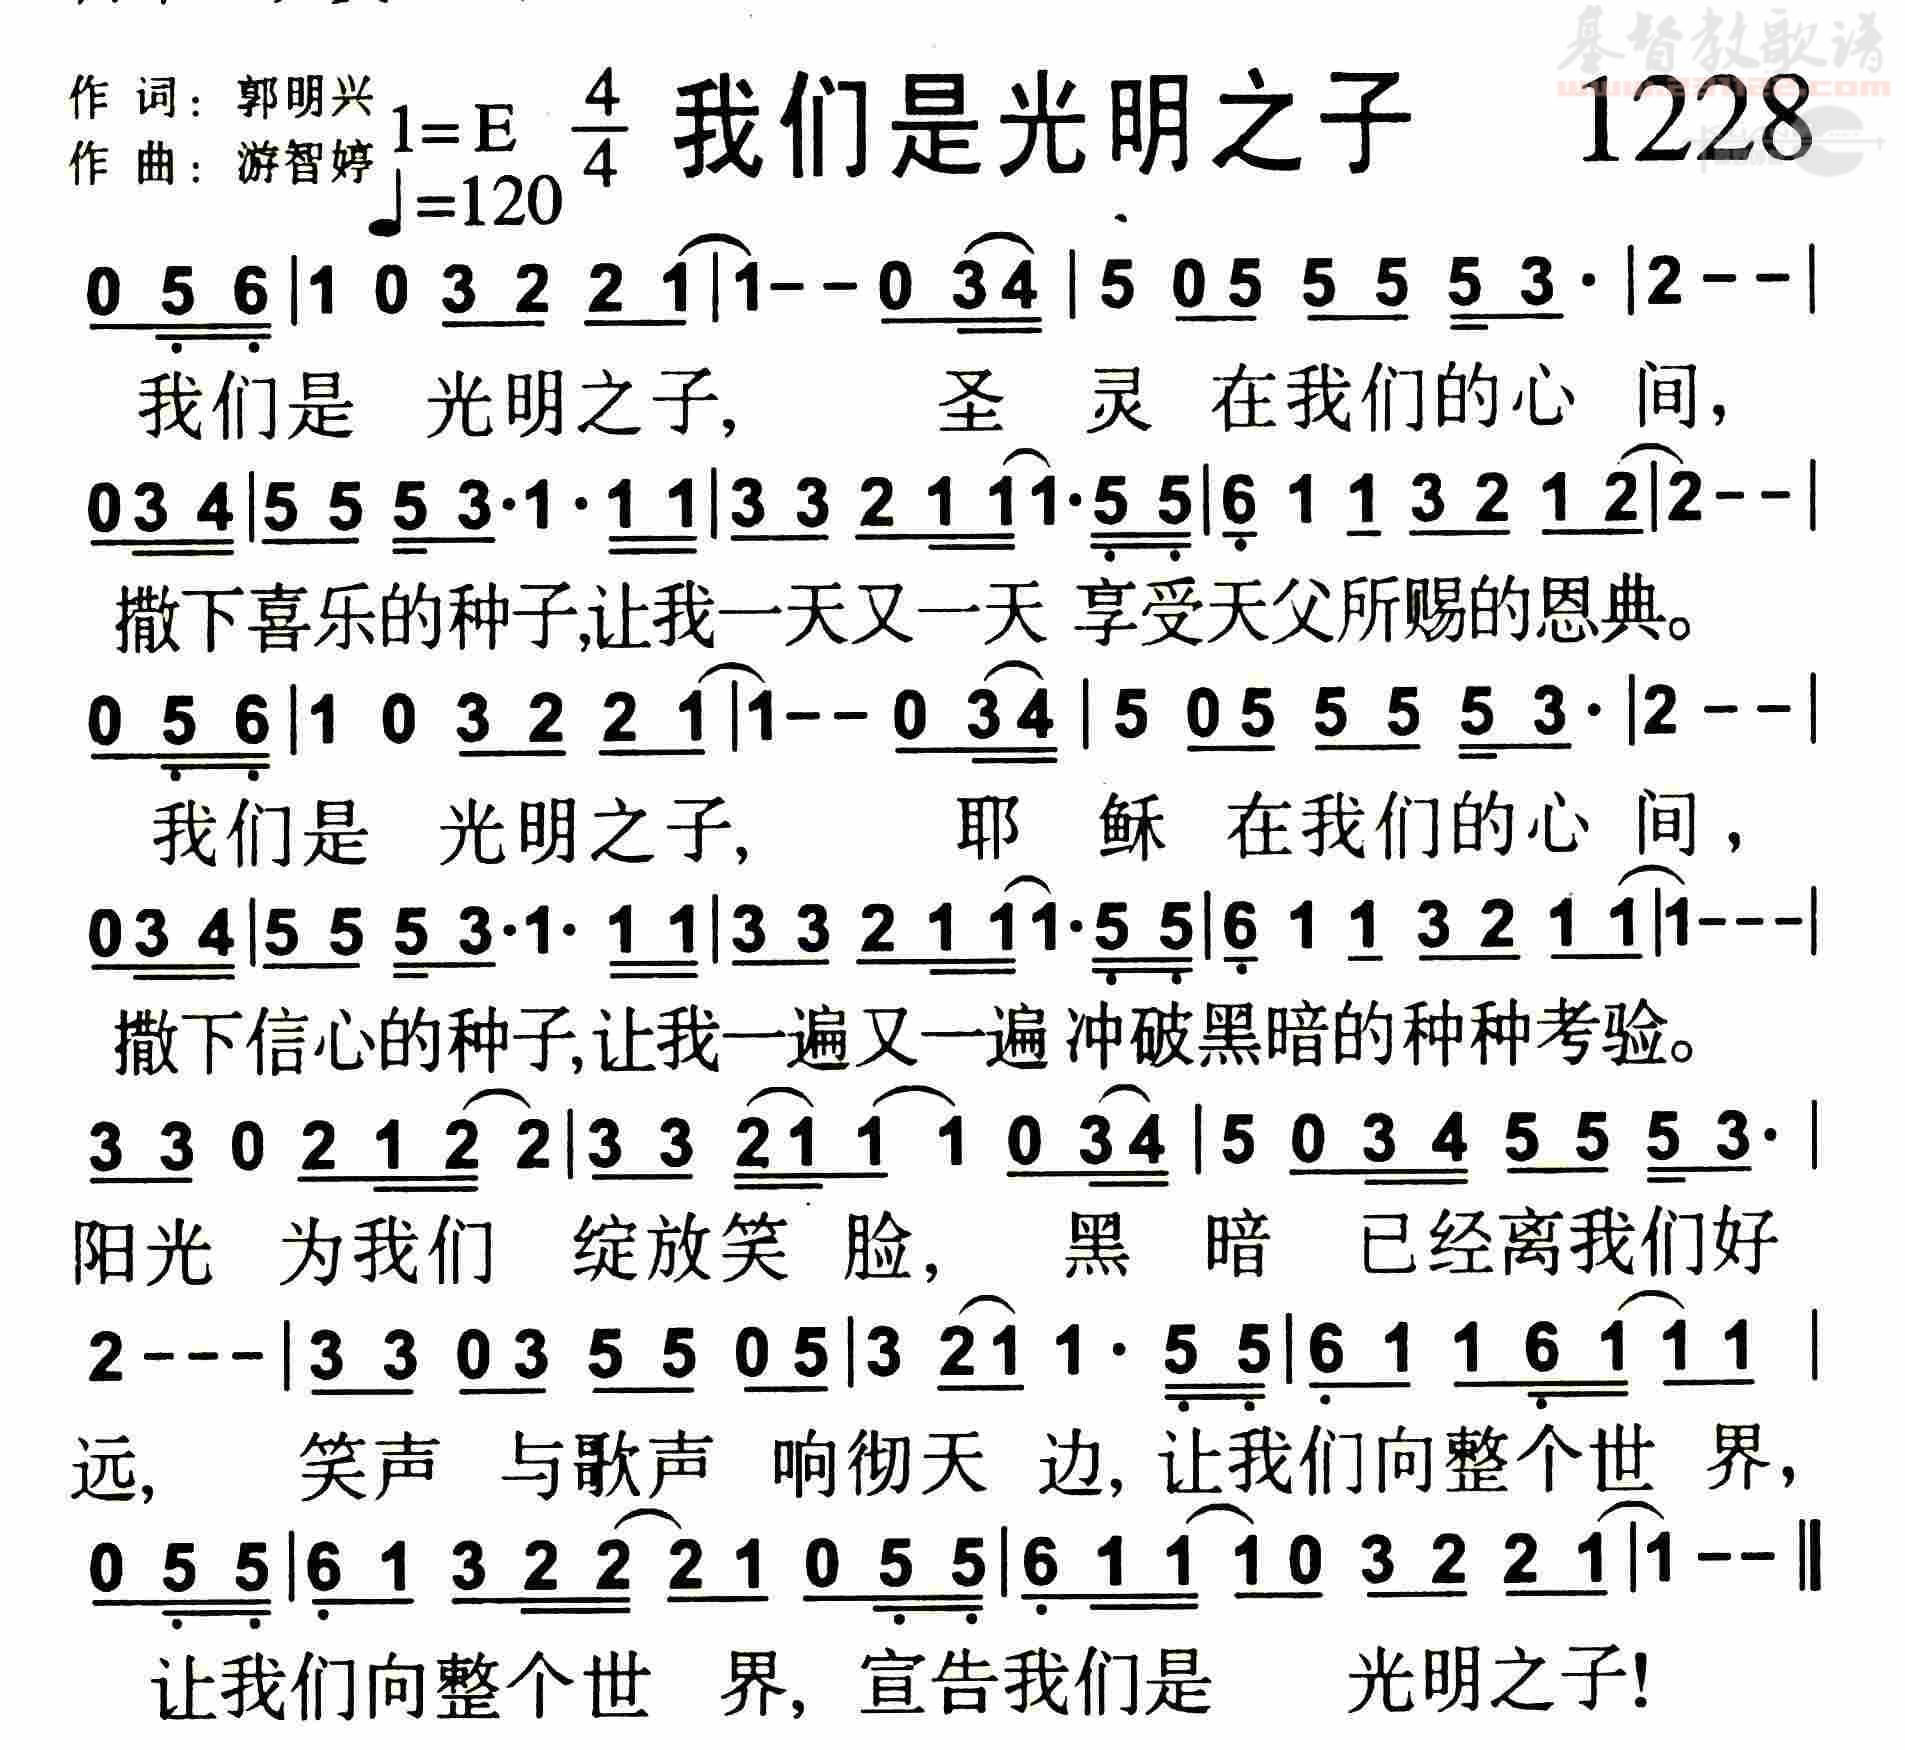 基督教歌谱
www.zgjtc.com
作 词：郭明兴
作 曲：游智婷
1=E 4/4
♩=120
我们是光明之子 1228
0 5̣ 6̣ | 1 0 3 2 2 1 | 1 - - 0 3 4 | 5 0 5 5 5 5 3 · | 2 - - |
我们是 光明之子, 圣 灵 在我们的心 间,
0 3 4 | 5 5 5 3 · 1 · 1 1 | 3 3 2 1 1 1 · 5̣ 5̣ | 6̣ 1 1 3 2 1 2 | 2 - - |
撒下喜乐的种子,让我一天又一天 享受天父所赐的恩典。
0 5̣ 6̣ | 1 0 3 2 2 1 | 1 - - 0 3 4 | 5 0 5 5 5 5 3 · | 2 - - |
我们是 光明之子, 耶 稣 在我们的心 间,
0 3 4 | 5 5 5 3 · 1 · 1 1 | 3 3 2 1 1 1 · 5̣ 5̣ | 6̣ 1 1 3 2 1 1 | 1 - - - |
撒下信心的种子,让我一遍又一遍 冲破黑暗的种种考验。
3 3 0 2 1 2 2 | 3 3 2 1 1 1 0 3 4 | 5 0 3 4 5 5 5 3 · |
阳光 为我们 绽放笑 脸, 黑 暗 已经离我们好
2 - - - | 3 3 0 3 5 5 0 5 | 3 2 1 1 · 5̣ 5̣ | 6̣ 1 1 6̣ 1 1 1 |
远, 笑声 与歌声 响彻天 边, 让我们向整个世 界,
0 5̣ 5̣ | 6̣ 1 3 2 2 2 1 0 5̣ 5̣ | 6̣ 1 1 1 0 3 2 2 1 | 1 - - ‖
让我们向整个世 界, 宣告我们是 光明之子!